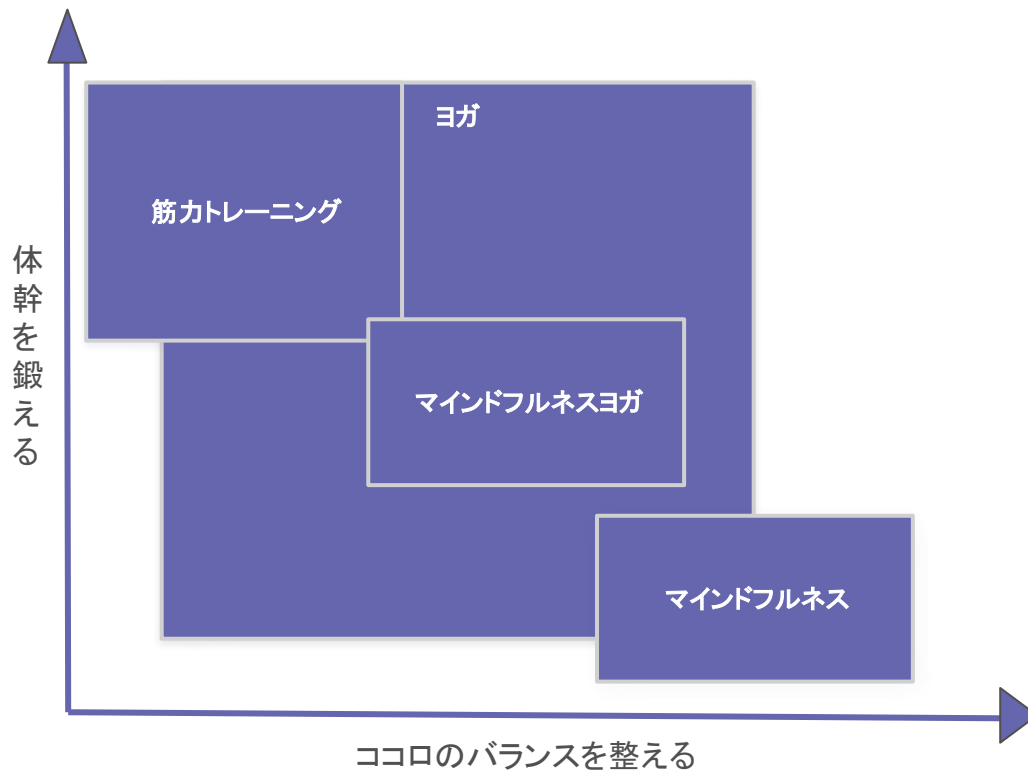 ヨガ
筋力トレーニング
体幹を鍛える
マインドフルネスヨガ
マインドフルネス
ココロのバランスを整える